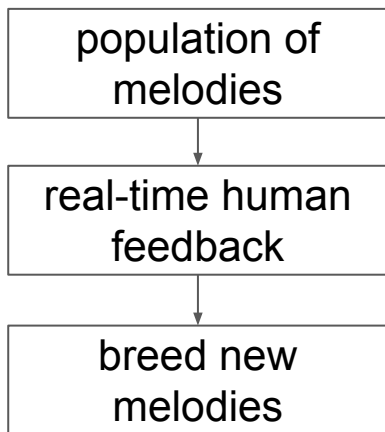 population of
melodies
real-time human
feedback
breed new
melodies